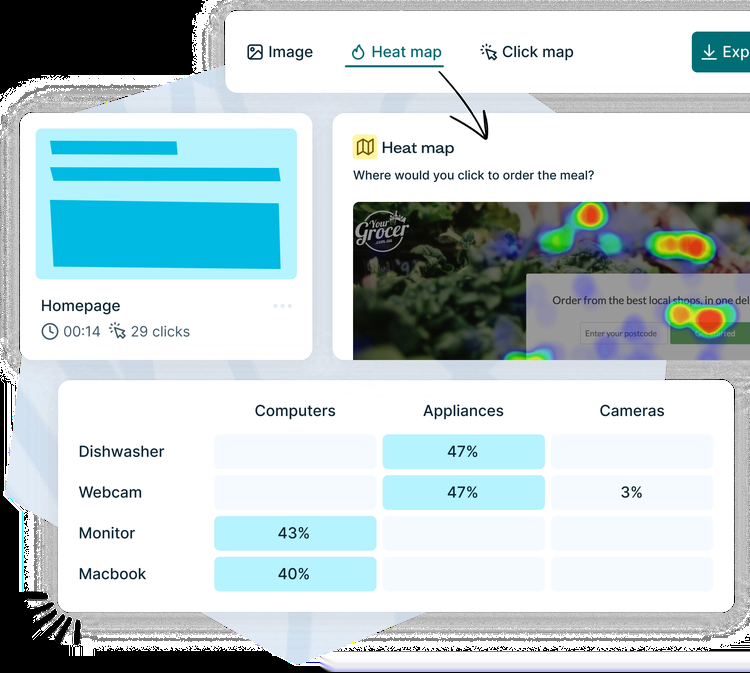 Image
Heat map
Click map
Exp
Homepage
00:14
29 clicks
Heat map
Where would you click to order the meal?
Your
Grocer
.com.au
Order from the best local shops, in one del
Enter your postcode
Computers
Appliances
Cameras
Dishwasher
47%
Webcam
47%
3%
Monitor
43%
Macbook
40%